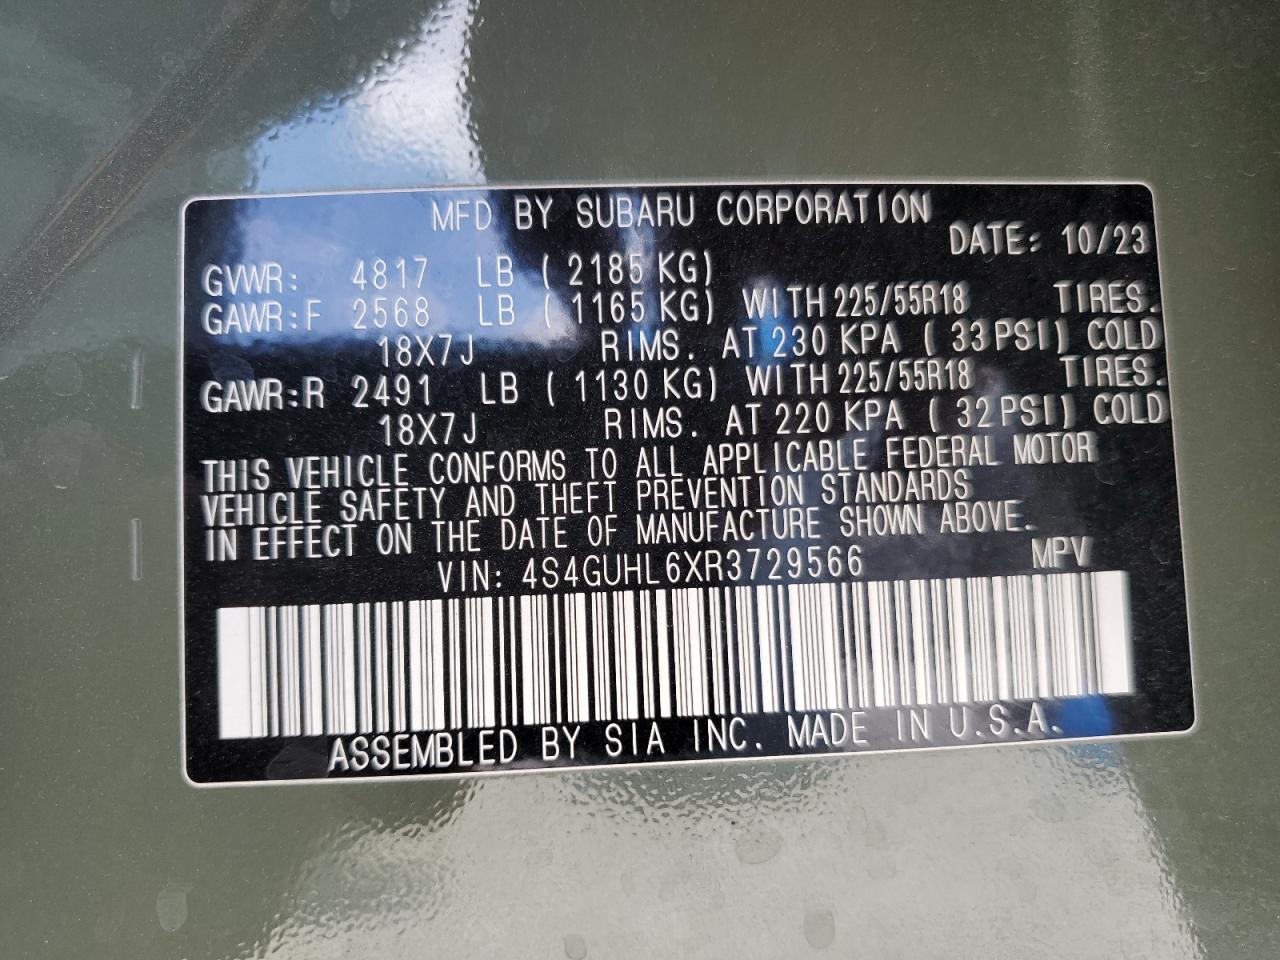 MFD BY SUBARU CORPORATION
DATE: 10/23
GVWR: 4817 LB ( 2185 KG)
GAWR:F 2568 LB ( 1165 KG) WITH 225/55R18 TIRES.
18X7J RIMS. AT 230 KPA ( 33 PSI) COLD
GAWR:R 2491 LB ( 1130 KG) WITH 225/55R18 TIRES.
18X7J RIMS. AT 220 KPA ( 32 PSI) COLD
THIS VEHICLE CONFORMS TO ALL APPLICABLE FEDERAL MOTOR
VEHICLE SAFETY AND THEFT PREVENTION STANDARDS
IN EFFECT ON THE DATE OF MANUFACTURE SHOWN ABOVE.
VIN: 4S4GUHL6XR3729566 MPV
ASSEMBLED BY SIA INC. MADE IN U.S.A.